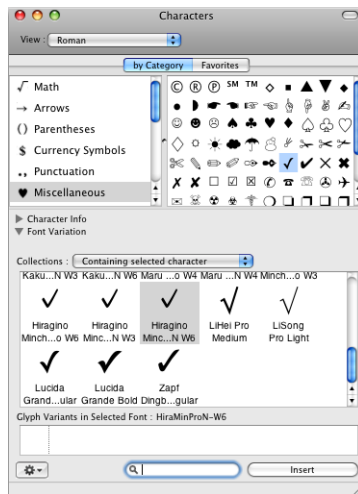 Characters
View : Roman
by Category Favorites
√ Math
→ Arrows
() Parentheses
$ Currency Symbols
., Punctuation
♥ Miscellaneous
© ® ℗ SM TM
Character Info
Font Variation
Collections : Containing selected character
Kaku...N W3 Kaku...N W6 Maru ...o W4 Maru ...N W4 Minch...o W3
Hiragino Minch...o W6
Hiragino Minc...N W3
Hiragino Minc...N W6
LiHei Pro Medium
LiSong Pro Light
Lucida Grand...ular
Lucida Grande Bold
Zapf Dingb...gular
Glyph Variants in Selected Font : HiraMinProN-W6
Insert